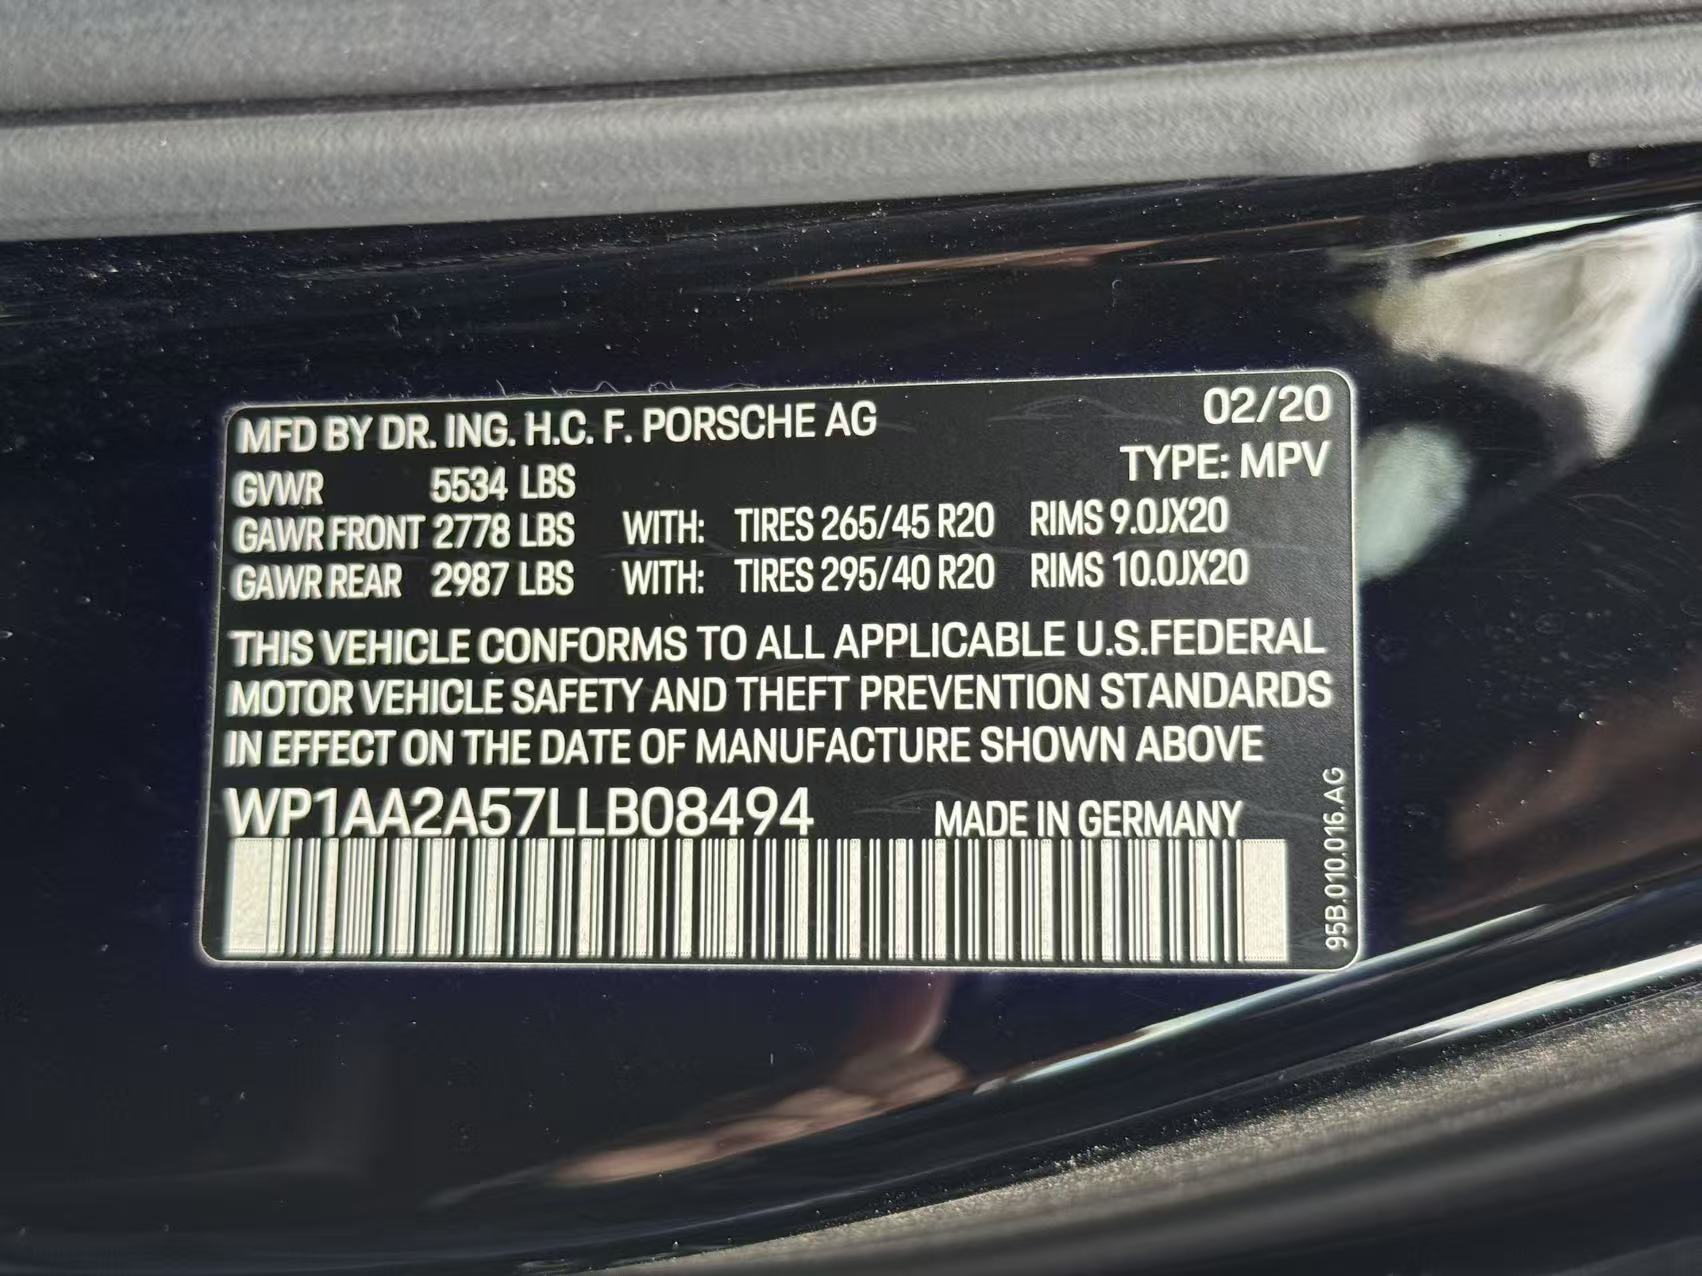 MFD BY DR. ING. H.C. F. PORSCHE AG 02/20
TYPE: MPV
GVWR 5534 LBS
GAWR FRONT 2778 LBS WITH: TIRES 265/45 R20 RIMS 9.0JX20
GAWR REAR 2987 LBS WITH: TIRES 295/40 R20 RIMS 10.0JX20
THIS VEHICLE CONFORMS TO ALL APPLICABLE U.S.FEDERAL
MOTOR VEHICLE SAFETY AND THEFT PREVENTION STANDARDS
IN EFFECT ON THE DATE OF MANUFACTURE SHOWN ABOVE
WP1AA2A57LLB08494 MADE IN GERMANY
95B.010.016.AG